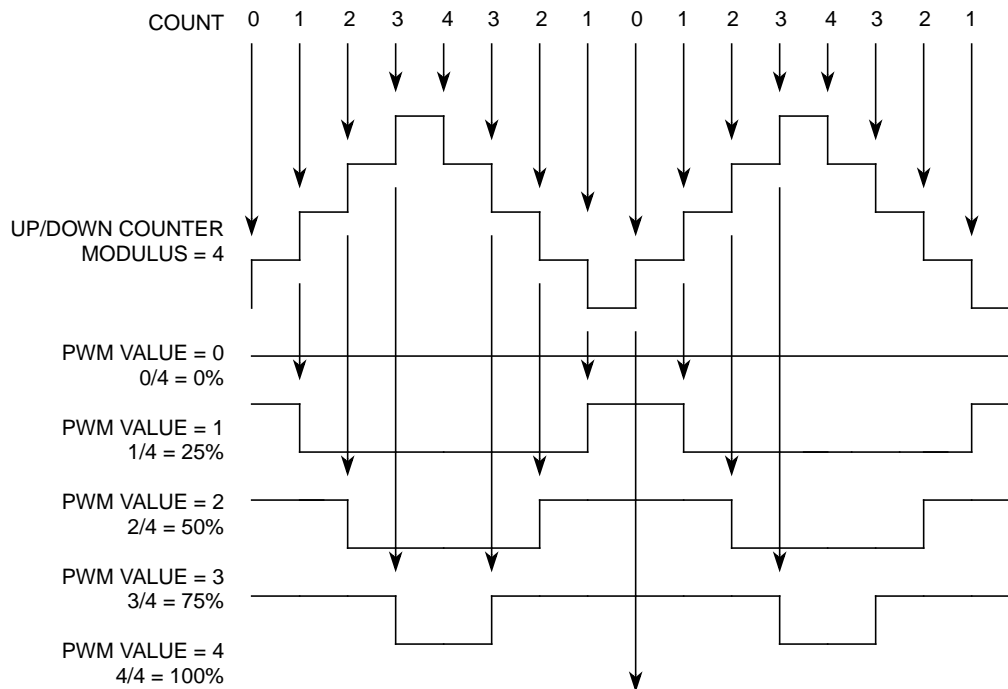 COUNT 0 1 2 3 4 3 2 1 0 1 2 3 4 3 2 1
UP/DOWN COUNTER
MODULUS = 4
PWM VALUE = 0
0/4 = 0%
PWM VALUE = 1
1/4 = 25%
PWM VALUE = 2
2/4 = 50%
PWM VALUE = 3
3/4 = 75%
PWM VALUE = 4
4/4 = 100%